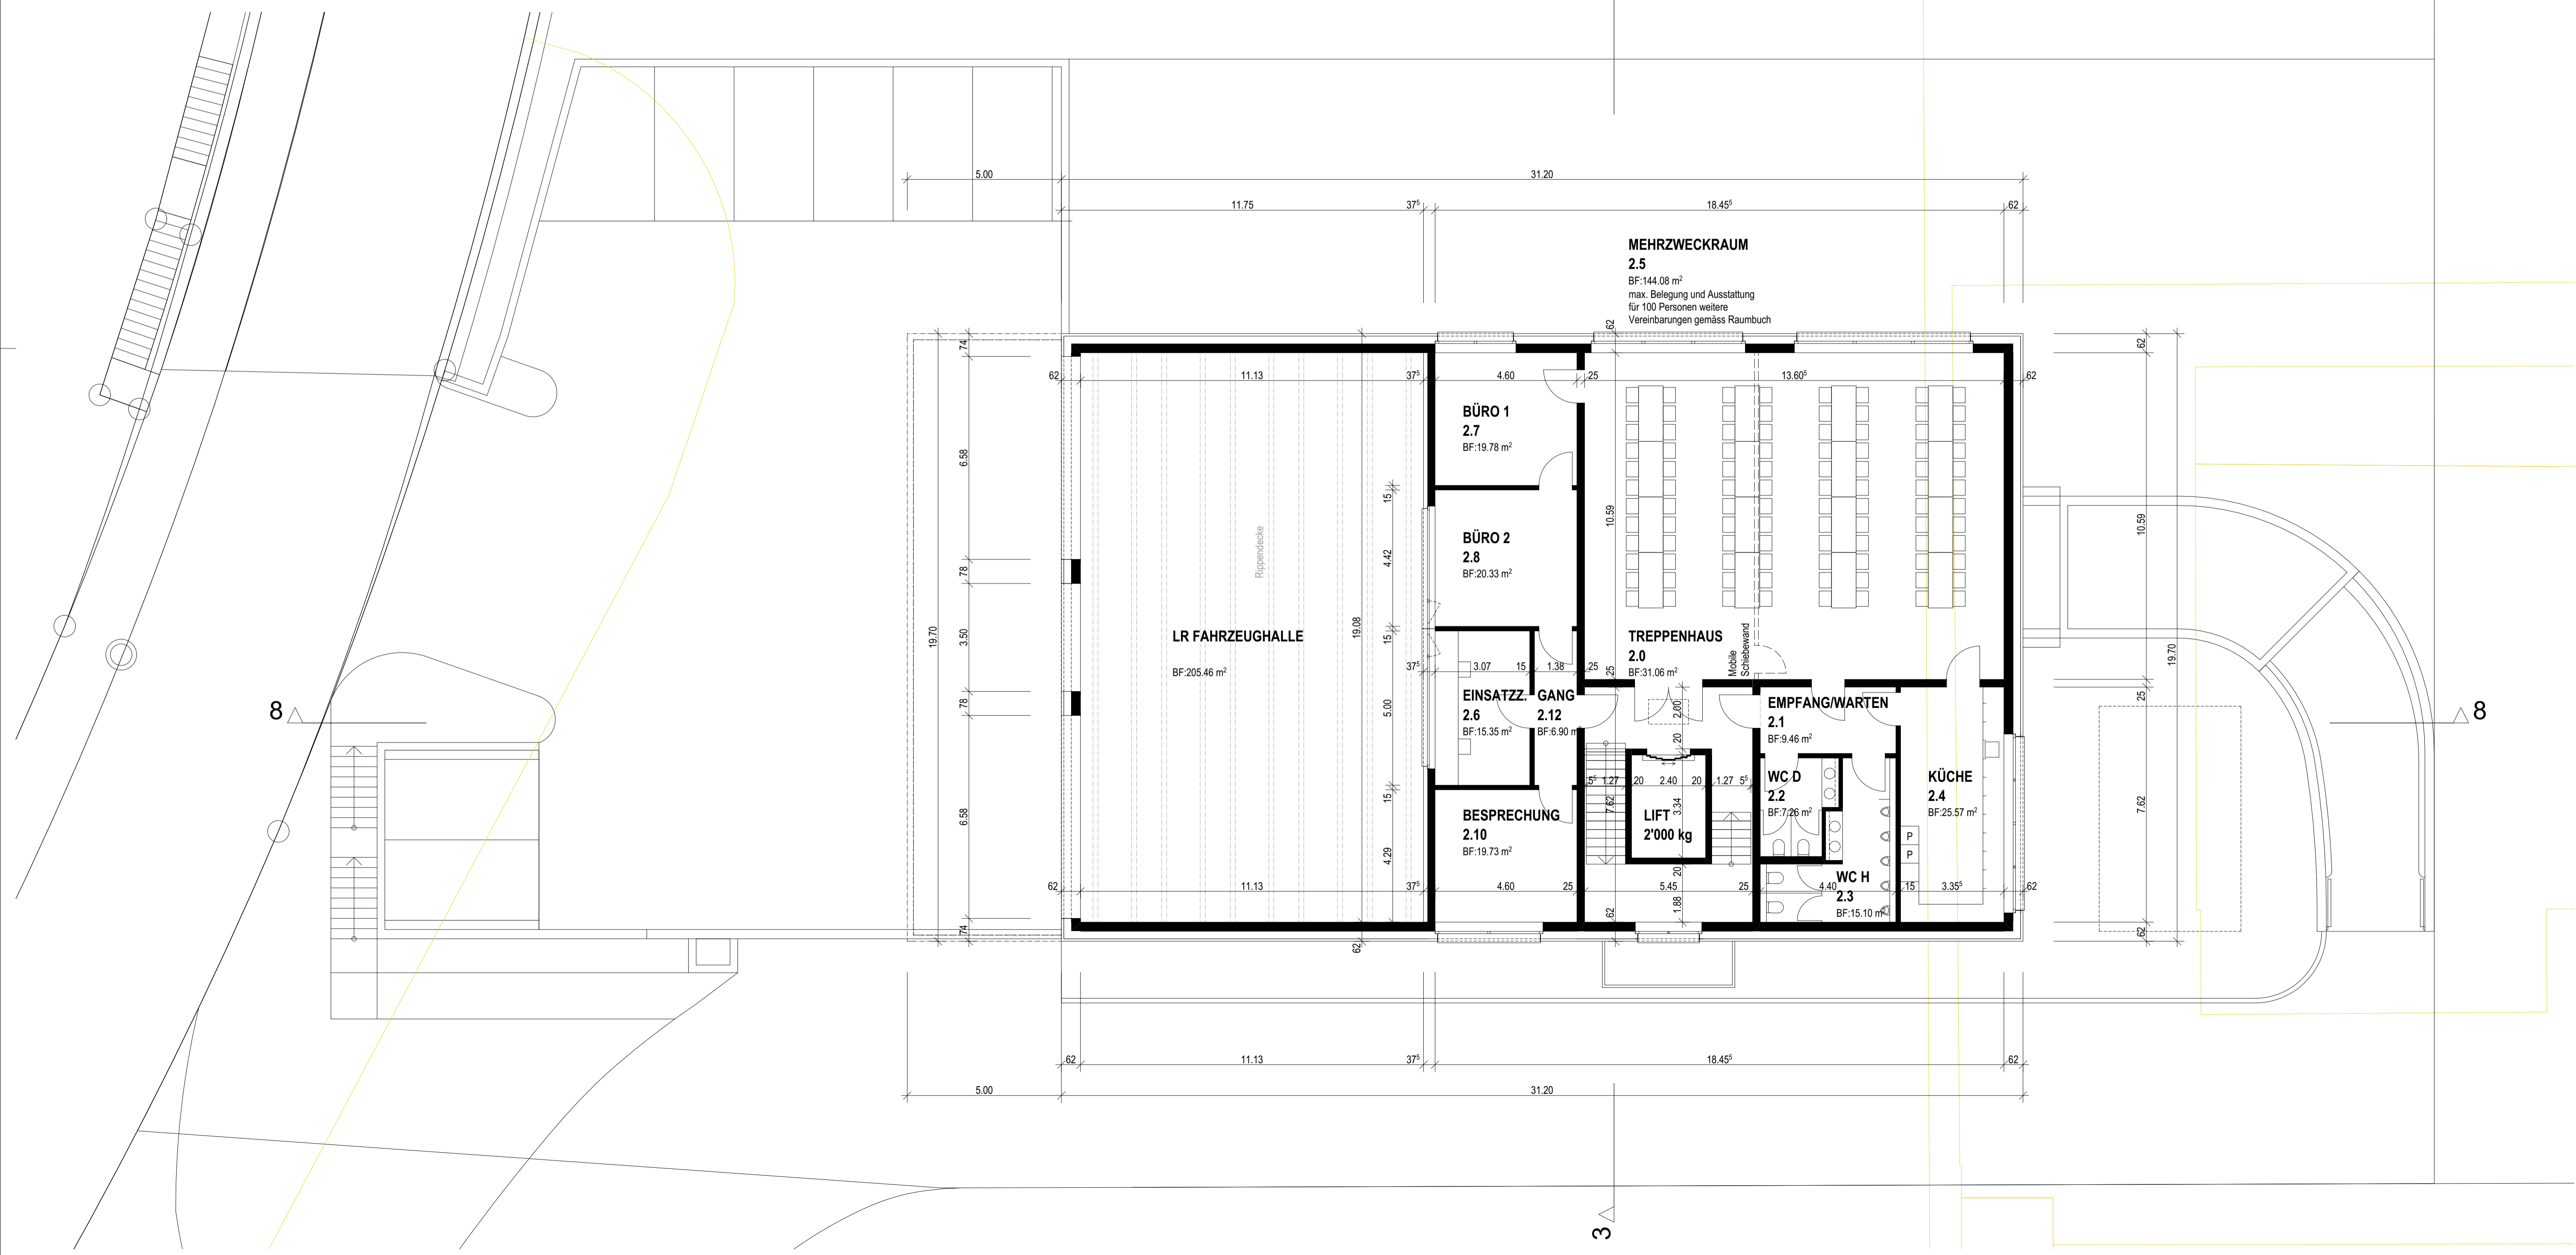 5.00
31.20
11.75
37⁵
18.45⁵
62
MEHRZWECKRAUM
2.5
BF:144.08 m²
max. Belegung und Ausstattung
für 100 Personen weitere
Vereinbarungen gemäss Raumbuch
62
74
62
62
11.13
37⁵
4.60
25
13.60⁵
62
BÜRO 1
2.7
BF:19.78 m²
6.58
15
10.59
10.59
Rippendecke
BÜRO 2
2.8
BF:20.33 m²
4.42
78
19.70
3.50
19.08
15
LR FAHRZEUGHALLE
BF:205.46 m²
TREPPENHAUS
2.0
BF:31.06 m²
Mobile
Schiebewand
19.70
37⁵
3.07
15
1.38
25
25
25
EINSATZZ.
2.6
BF:15.35 m²
GANG
2.12
BF:6.90 m
EMPFANG/WARTEN
2.1
BF:9.46 m²
8
8
78
5.00
2.00
20
5⁵
1.27
20
2.40
20
1.27
5⁵
WC D
2.2
BF:7.26 m²
KÜCHE
2.4
BF:25.57 m²
7.62
3.34
7.62
6.58
15
BESPRECHUNG
2.10
BF:19.73 m²
LIFT
2'000 kg
P
P
4.29
20
WC H
2.3
BF:15.10 m²
62
11.13
37⁵
4.60
25
5.45
25
4.40
15
3.35⁵
62
1.88
62
74
62
62
62
11.13
37⁵
18.45⁵
62
5.00
31.20
3